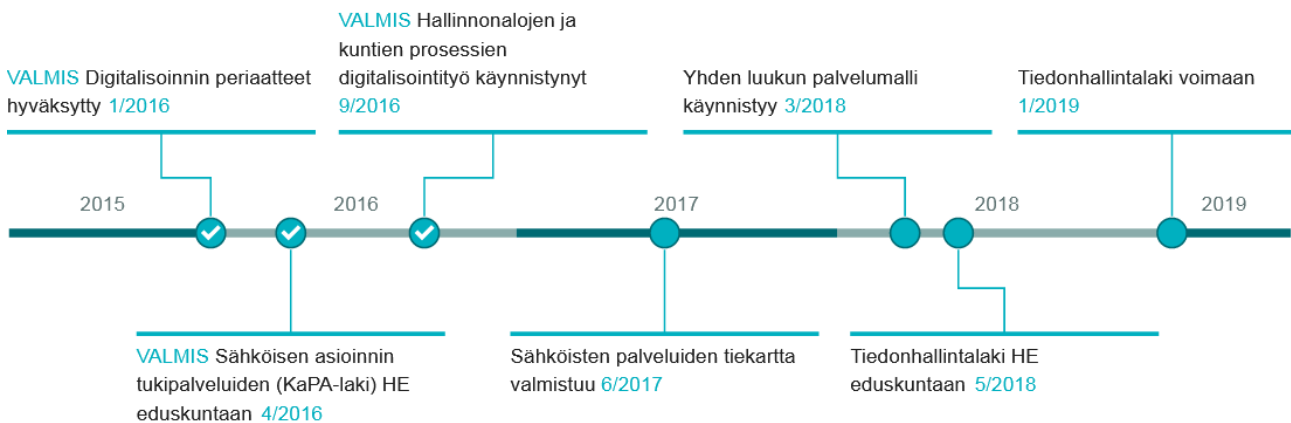 VALMIS Digitalisoinnin periaatteet
hyväksytty 1/2016
VALMIS Hallinnonalojen ja
kuntien prosessien
digitalisointityö käynnistynyt
9/2016
Yhden luukun palvelumalli
käynnistyy 3/2018
Tiedonhallintalaki voimaan
1/2019
2015
2016
2017
2018
2019
VALMIS Sähköisen asioinnin
tukipalveluiden (KaPA-laki) HE
eduskuntaan 4/2016
Sähköisten palveluiden tiekartta
valmistuu 6/2017
Tiedonhallintalaki HE
eduskuntaan 5/2018